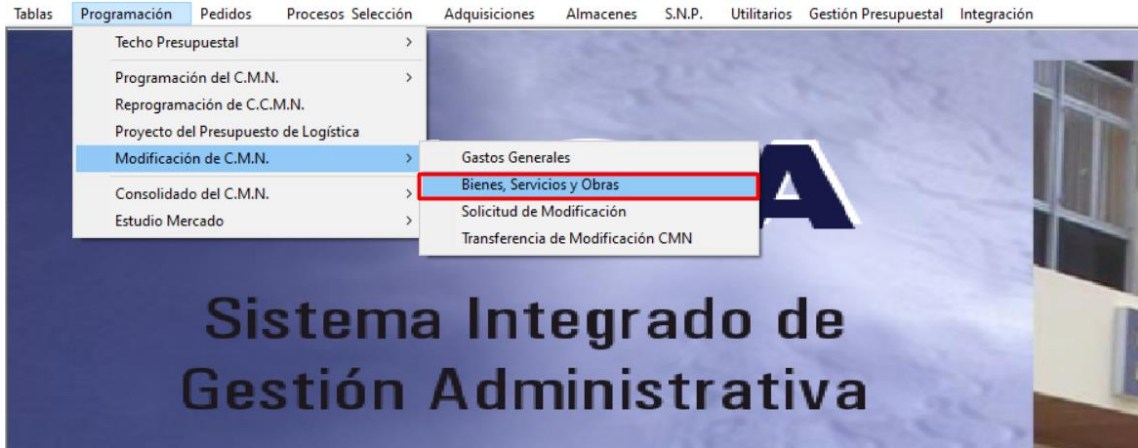 Tablas Programación Pedidos Procesos Selección Adquisiciones Almacenes S.N.P. Utilitarios Gestión Presupuestal Integración
Techo Presupuestal
Programación del C.M.N.
Reprogramación de C.C.M.N.
Proyecto del Presupuesto de Logística
Modificación de C.M.N.
Consolidado del C.M.N.
Estudio Mercado
Gastos Generales
Bienes, Servicios y Obras
Solicitud de Modificación
Transferencia de Modificación CMN
Sistema Integrado de
Gestión Administrativa